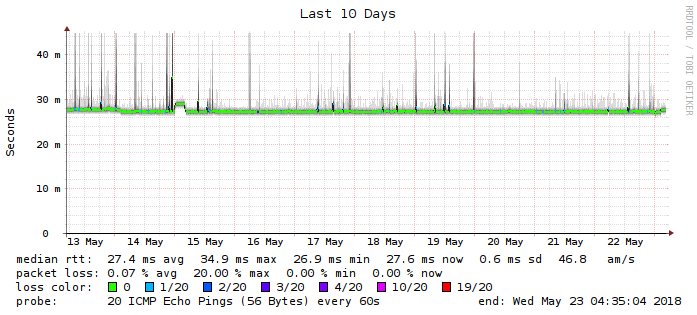 Last 10 Days
RRDTOOL / TOBI OETIKER
Seconds
40 m
30 m
20 m
10 m
0
13 May 14 May 15 May 16 May 17 May 18 May 19 May 20 May 21 May 22 May
median rtt: 27.4 ms avg 34.9 ms max 26.9 ms min 27.6 ms now 0.6 ms sd 46.8 am/s
packet loss: 0.07 % avg 20.00 % max 0.00 % min 0.00 % now
loss color: 0 1/20 2/20 3/20 4/20 10/20 19/20
probe: 20 ICMP Echo Pings (56 Bytes) every 60s end: Wed May 23 04:35:04 2018